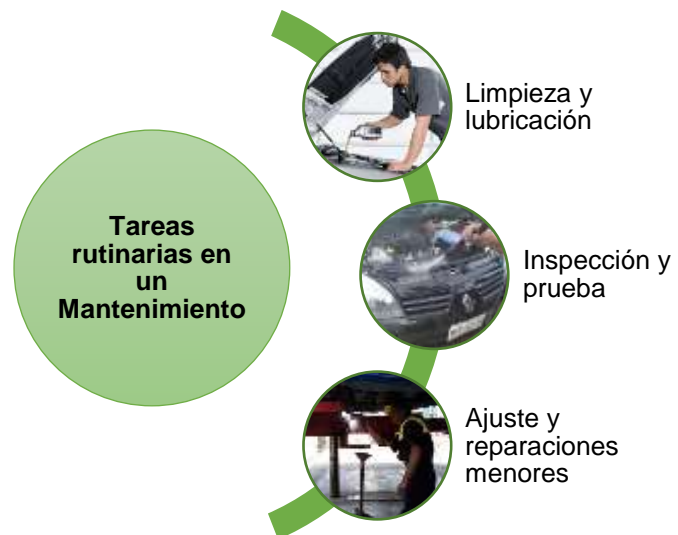 Tareas
rutinarias en
un
Mantenimiento
Limpieza y
lubricación
Inspección y
prueba
Ajuste y
reparaciones
menores